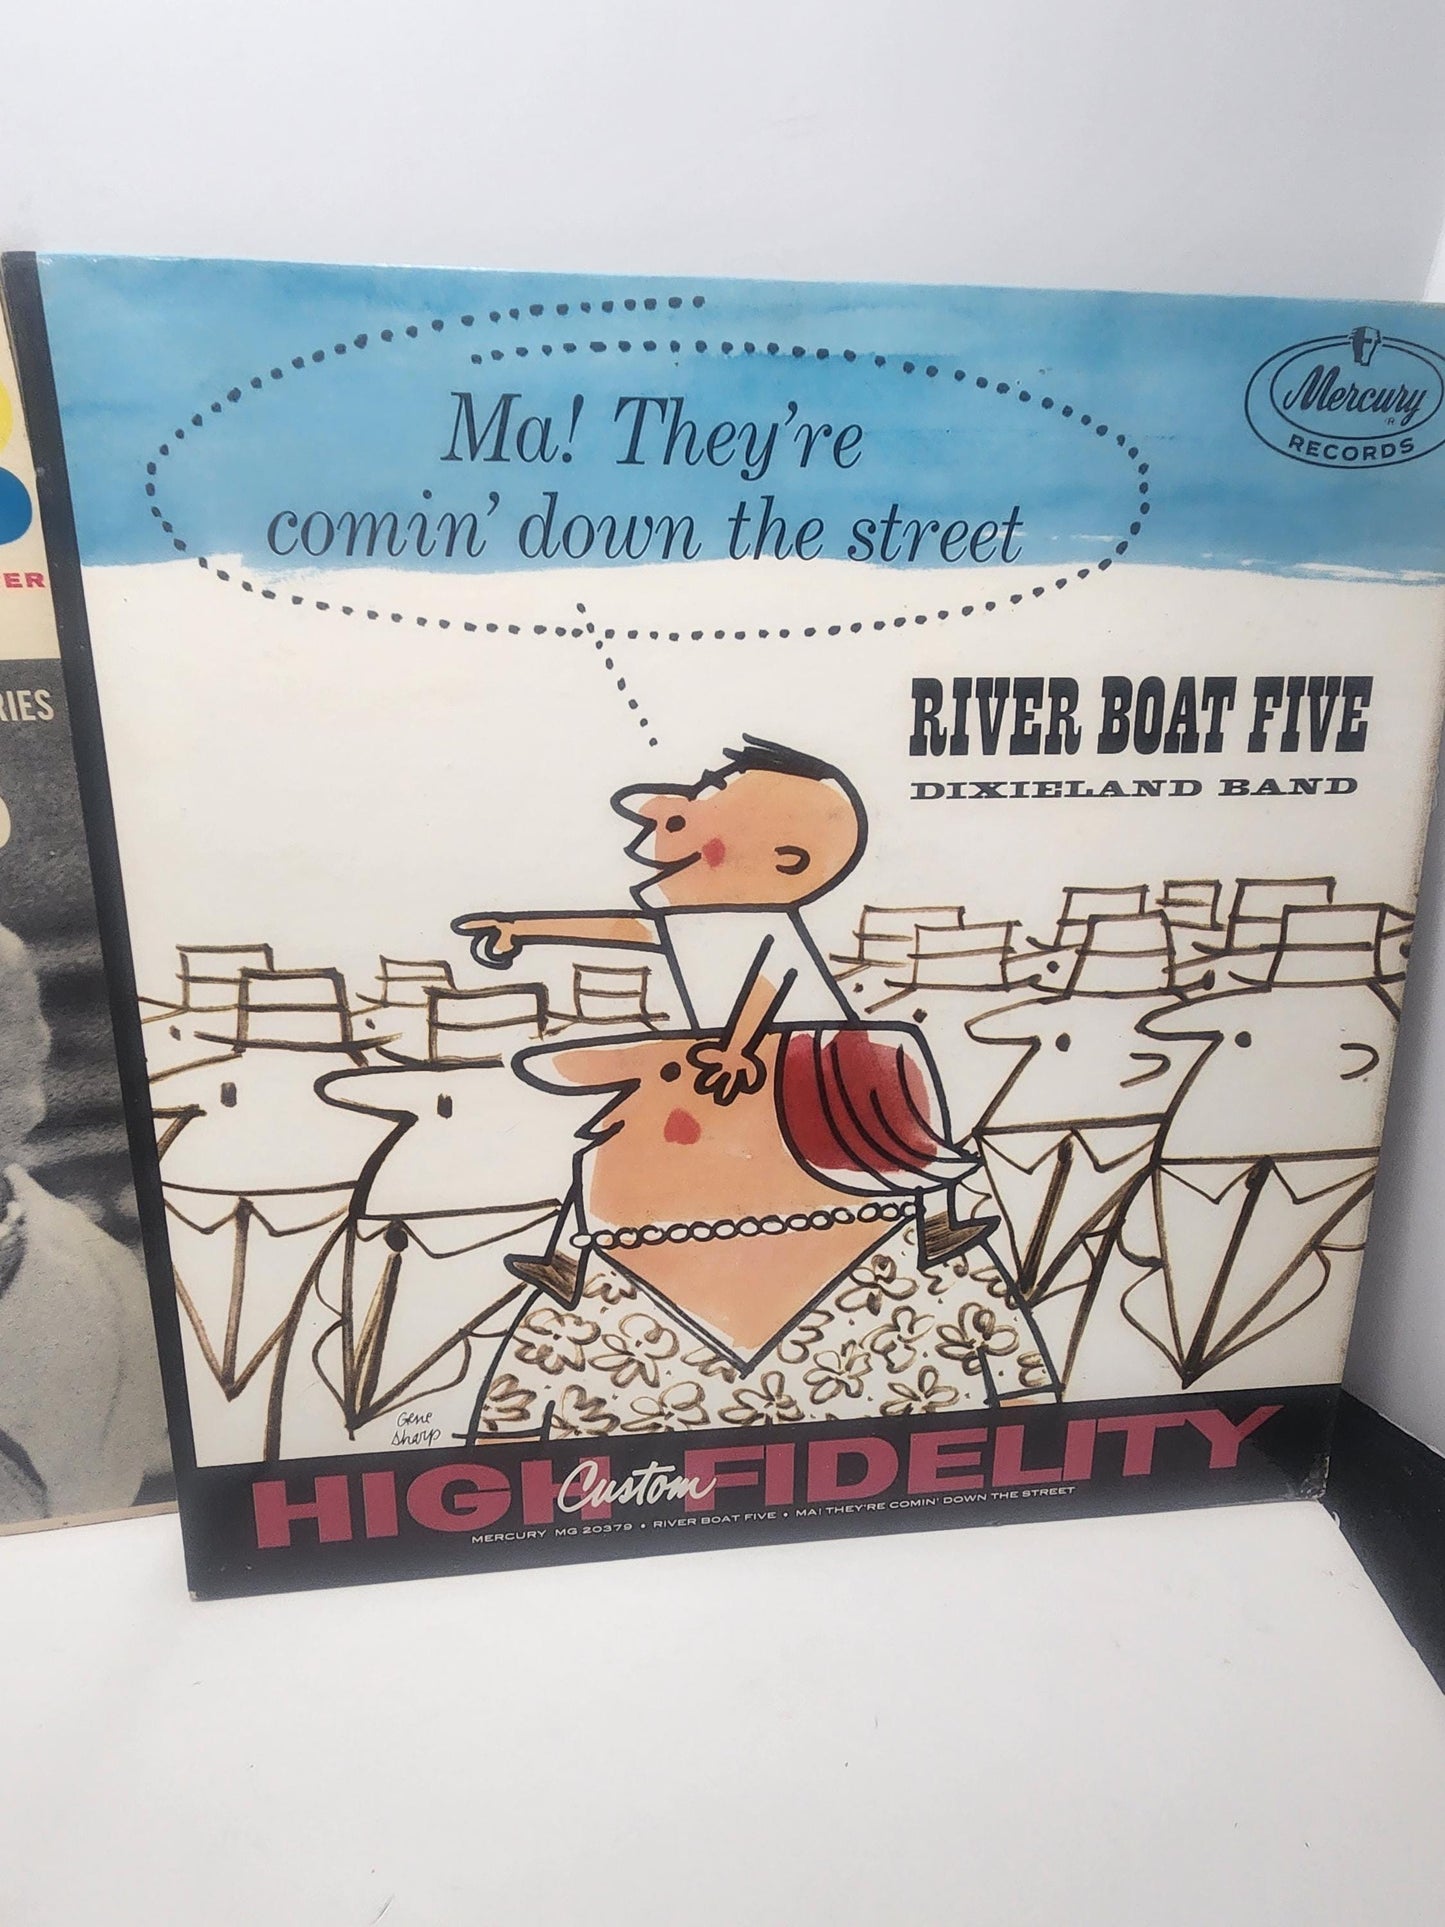 Ma! They're
comin' down the street
Mercury
R
RECORDS
RIVER BOAT FIVE
DIXIELAND BAND
ER
RIES
Gene
Sharp
HIGH FIDELITY
Custom
MERCURY MG 20379 • RIVER BOAT FIVE • MA! THEY'RE COMIN' DOWN THE STREET